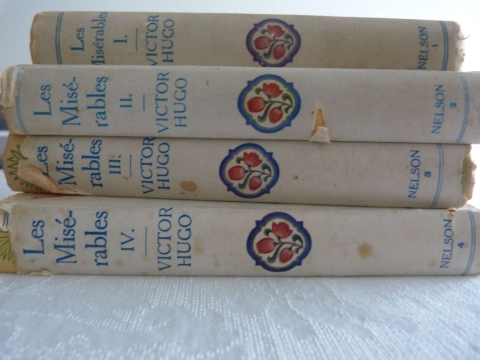 Les
Misérables
I.
VICTOR
HUGO
NELSON
1
Les
Misé-
rables
II.
VICTOR
HUGO
NELSON
2
Les
Misé-
rables
III.
VICTOR
HUGO
NELSON
3
Les
Misé-
rables
IV.
VICTOR
HUGO
NELSON
4